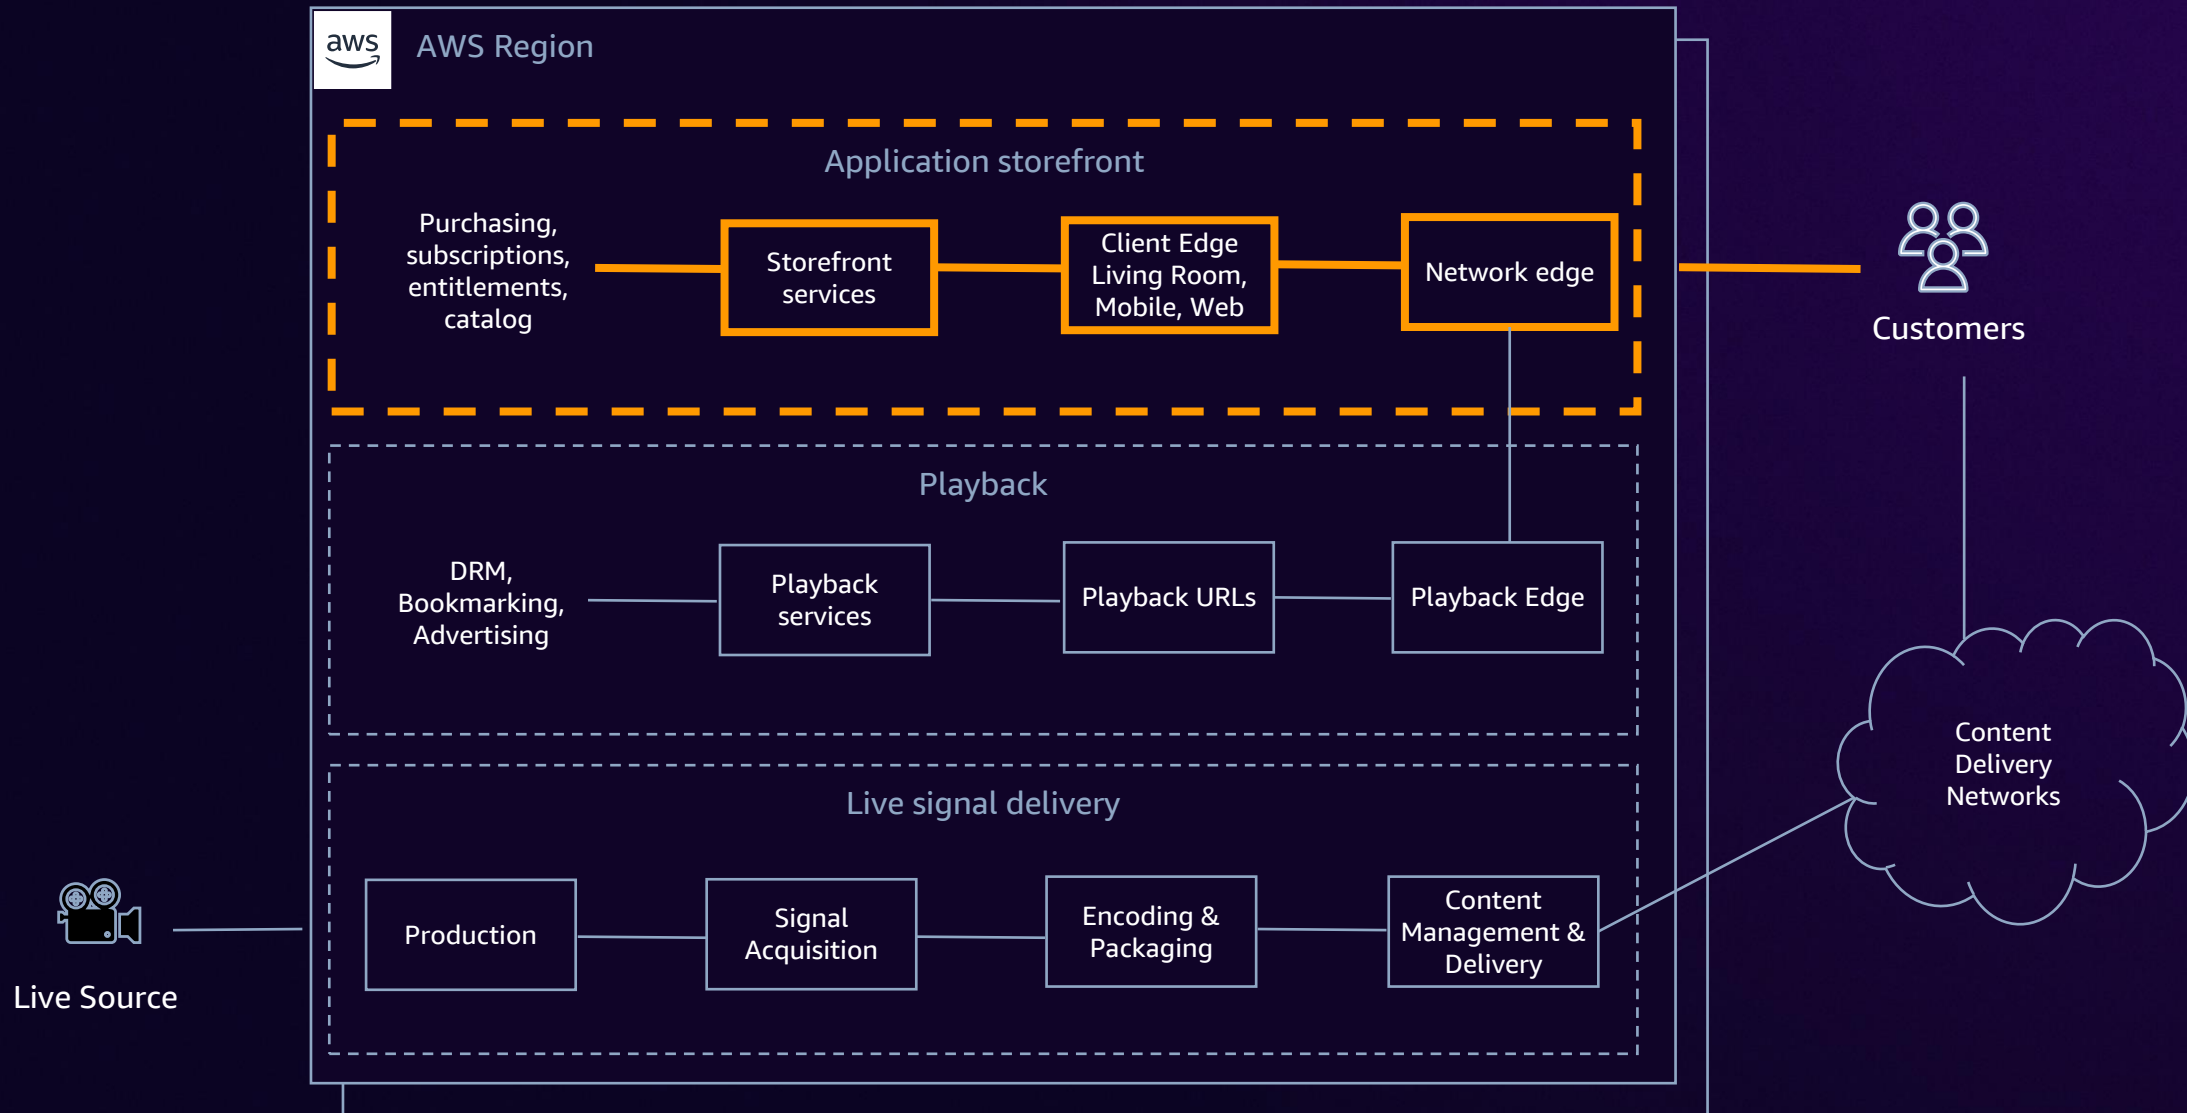 aws
AWS Region
Application storefront
Purchasing,
subscriptions,
entitlements,
catalog
Storefront
services
Client Edge
Living Room,
Mobile, Web
Network edge
Customers
Playback
DRM,
Bookmarking,
Advertising
Playback
services
Playback URLs
Playback Edge
Content
Delivery
Networks
Live signal delivery
Live Source
Production
Signal
Acquisition
Encoding &
Packaging
Content
Management &
Delivery